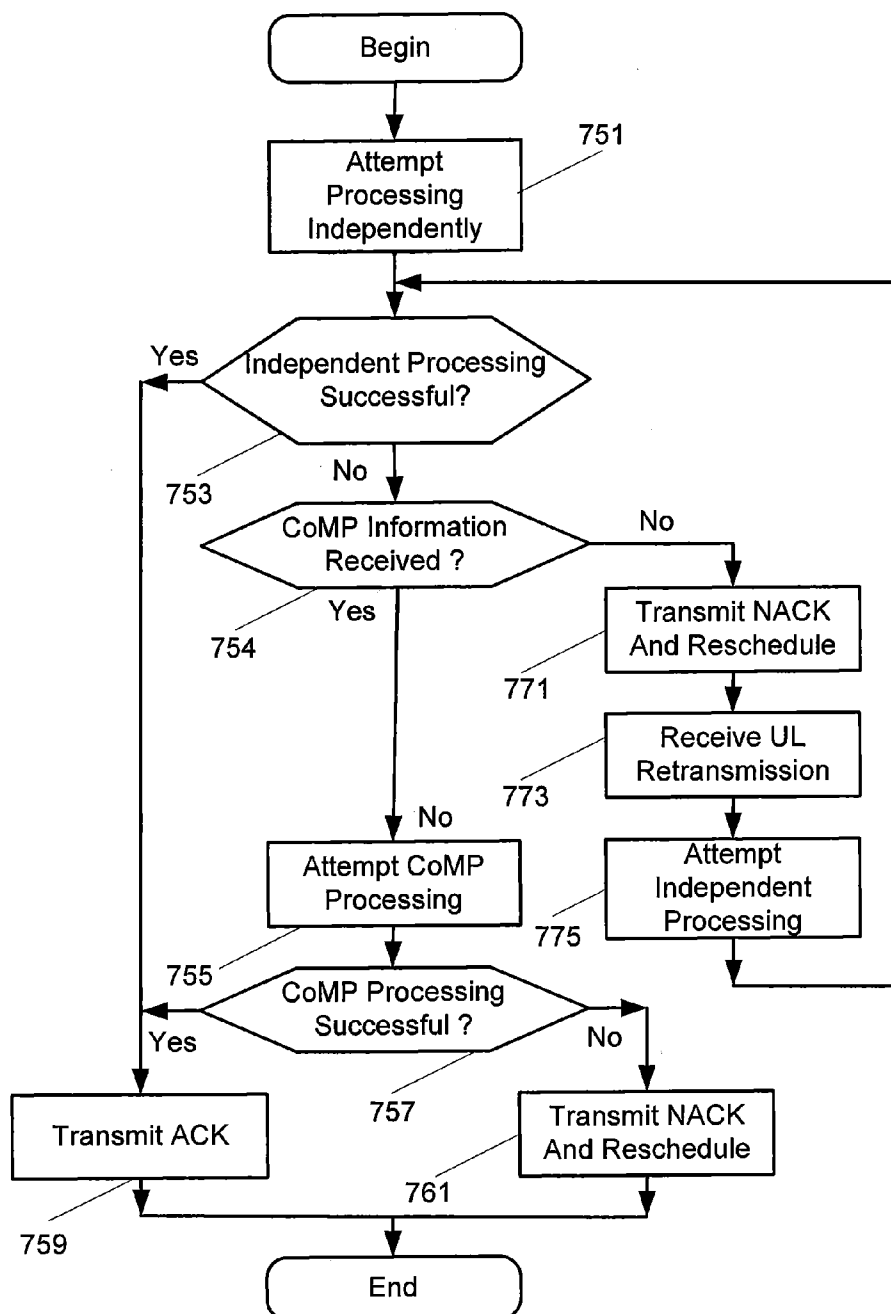 Begin
751
Attempt
Processing
Independently
Yes
Independent Processing
Successful?
753
No
CoMP Information
Received ?
No
754
Yes
Transmit NACK
And Reschedule
771
Receive UL
Retransmission
773
No
Attempt CoMP
Processing
Attempt
Independent
Processing
755
775
CoMP Processing
Successful ?
Yes
No
757
Transmit ACK
Transmit NACK
And Reschedule
759
761
End